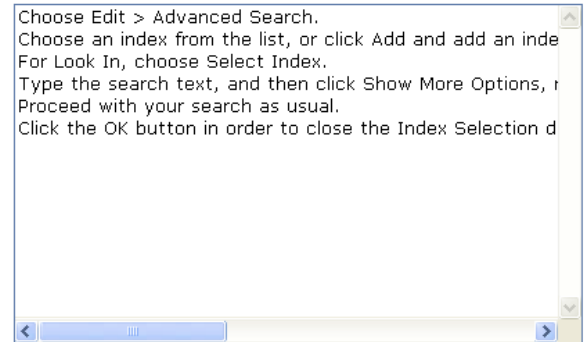 Choose Edit > Advanced Search.
Choose an index from the list, or click Add and add an inde
For Look In, choose Select Index.
Type the search text, and then click Show More Options,
Proceed with your search as usual.
Click the OK button in order to close the Index Selection d